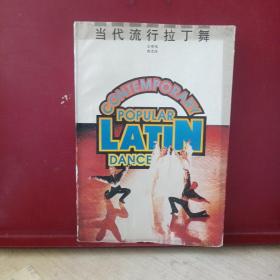 当代流行拉丁舞
CONTEMPORARY
POPULAR
LATIN
DANCE